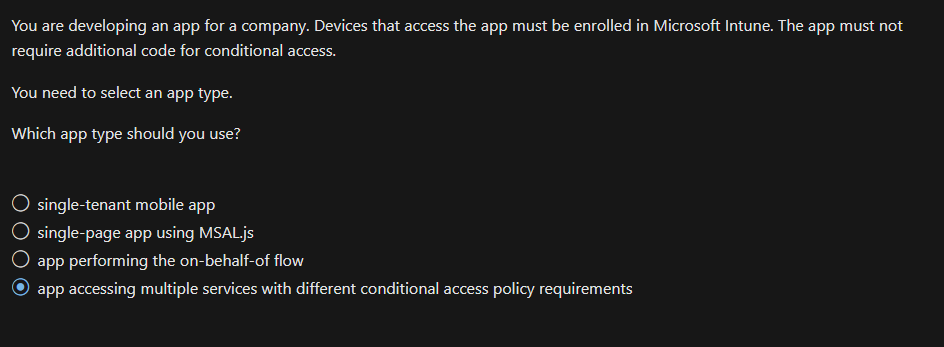 You are developing an app for a company. Devices that access the app must be enrolled in Microsoft Intune. The app must not
require additional code for conditional access.
You need to select an app type.
Which app type should you use?
single-tenant mobile app
single-page app using MSAL.js
app performing the on-behalf-of flow
app accessing multiple services with different conditional access policy requirements